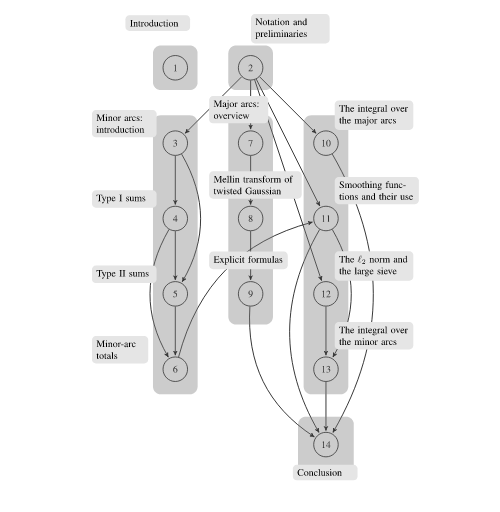 Introduction
Notation and
preliminaries
1
2
Major arcs:
overview
The integral over
the major arcs
Minor arcs:
introduction
3
7
10
Mellin transform of
twisted Gaussian
Smoothing func-
tions and their use
Type I sums
4
8
11
Explicit formulas
The ℓ2 norm and
the large sieve
Type II sums
5
9
12
The integral over
the minor arcs
Minor-arc
totals
6
13
14
Conclusion